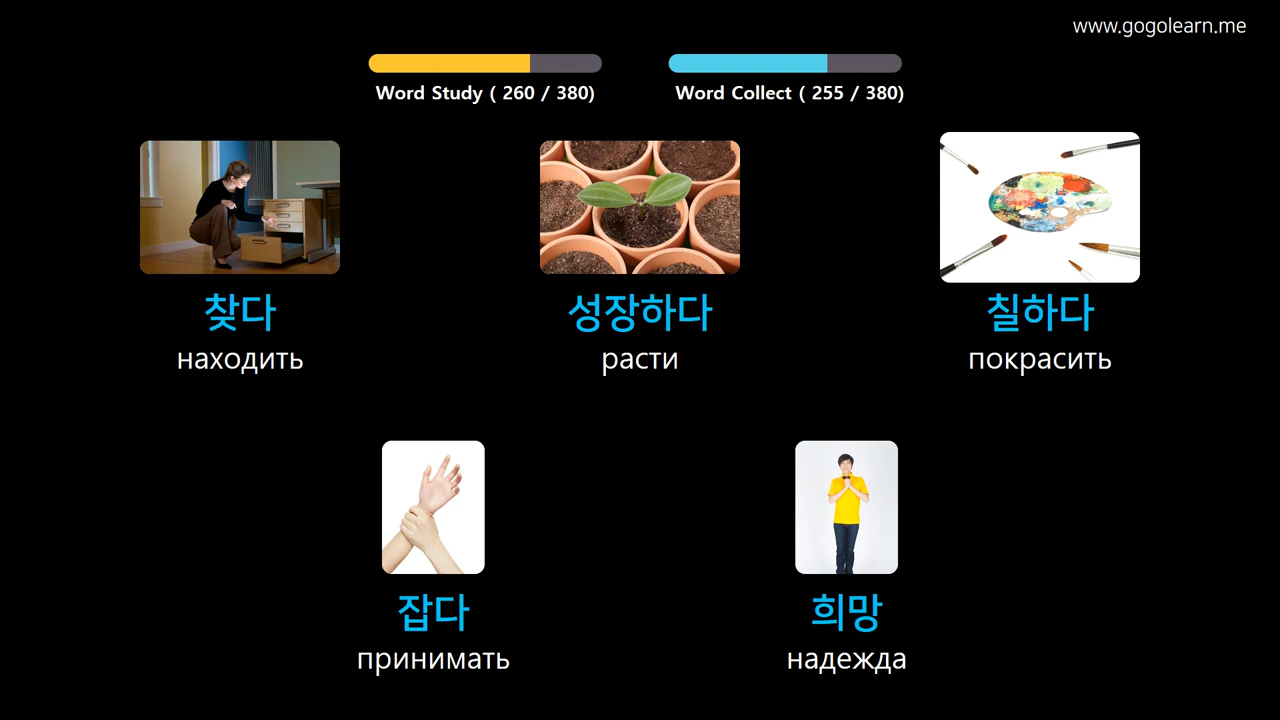 www.gogolearn.me
Word Study ( 260 / 380)
Word Collect ( 255 / 380)
찾다
находить
성장하다
расти
칠하다
покрасить
잡다
принимать
희망
надежда